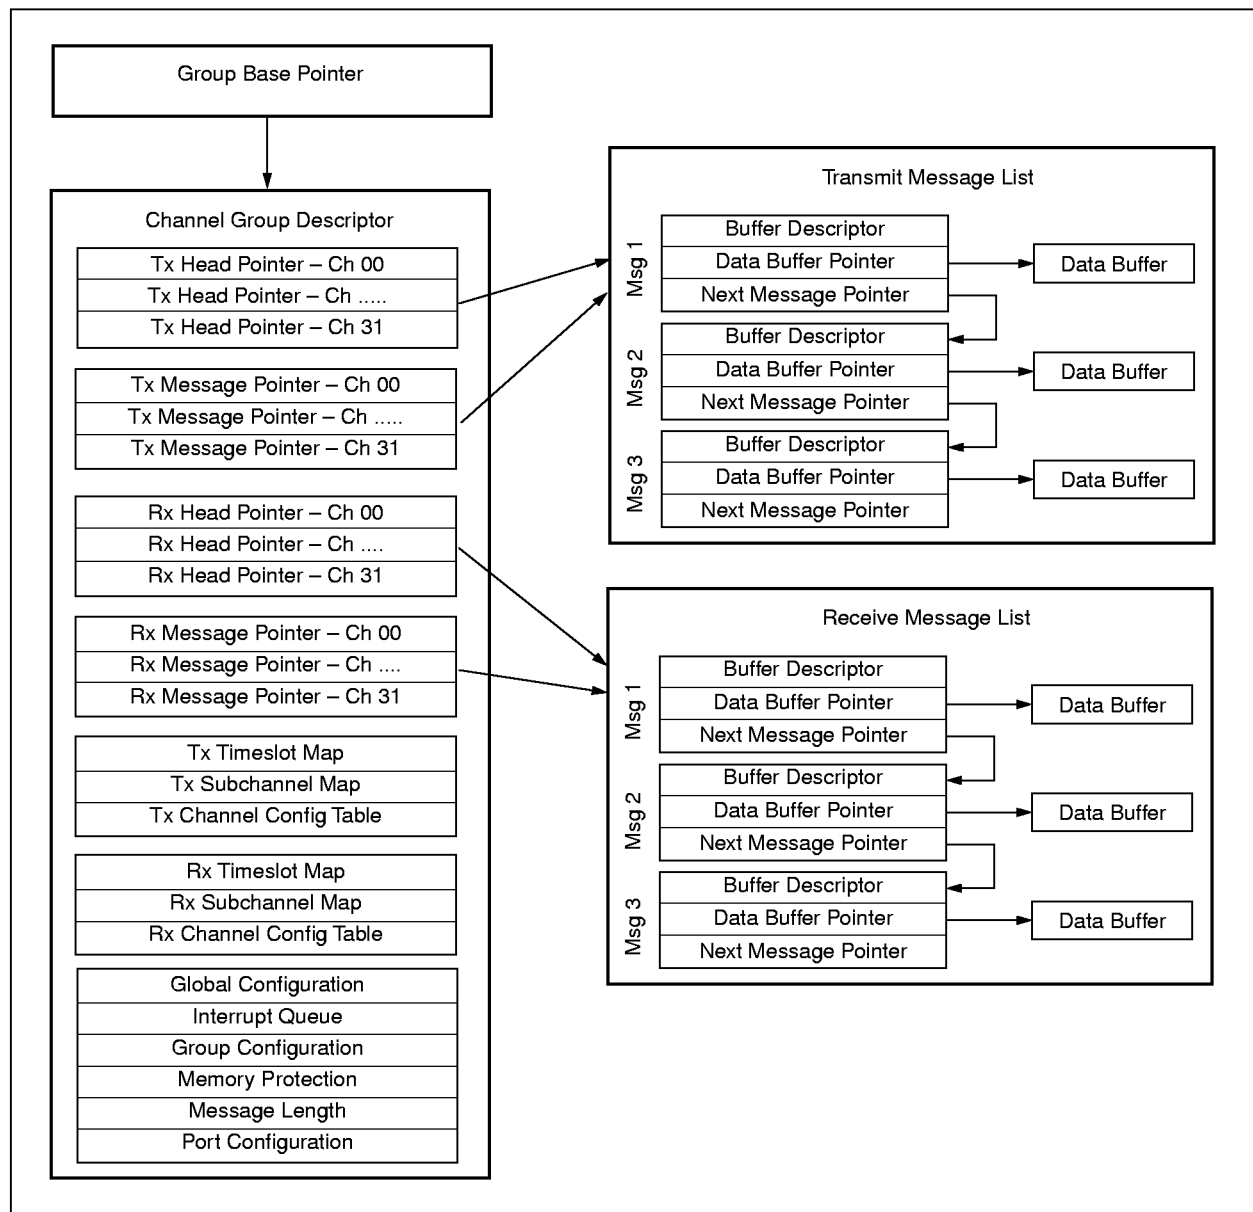 Group Base Pointer
Channel Group Descriptor
Tx Head Pointer – Ch 00
Tx Head Pointer – Ch .....
Tx Head Pointer – Ch 31
Tx Message Pointer – Ch 00
Tx Message Pointer – Ch .....
Tx Message Pointer – Ch 31
Rx Head Pointer – Ch 00
Rx Head Pointer – Ch ....
Rx Head Pointer – Ch 31
Rx Message Pointer – Ch 00
Rx Message Pointer – Ch ....
Rx Message Pointer – Ch 31
Tx Timeslot Map
Tx Subchannel Map
Tx Channel Config Table
Rx Timeslot Map
Rx Subchannel Map
Rx Channel Config Table
Global Configuration
Interrupt Queue
Group Configuration
Memory Protection
Message Length
Port Configuration
Transmit Message List
Msg 1
Buffer Descriptor
Data Buffer Pointer
Next Message Pointer
Data Buffer
Msg 2
Buffer Descriptor
Data Buffer Pointer
Next Message Pointer
Data Buffer
Msg 3
Buffer Descriptor
Data Buffer Pointer
Next Message Pointer
Data Buffer
Receive Message List
Msg 1
Buffer Descriptor
Data Buffer Pointer
Next Message Pointer
Data Buffer
Msg 2
Buffer Descriptor
Data Buffer Pointer
Next Message Pointer
Data Buffer
Msg 3
Buffer Descriptor
Data Buffer Pointer
Next Message Pointer
Data Buffer